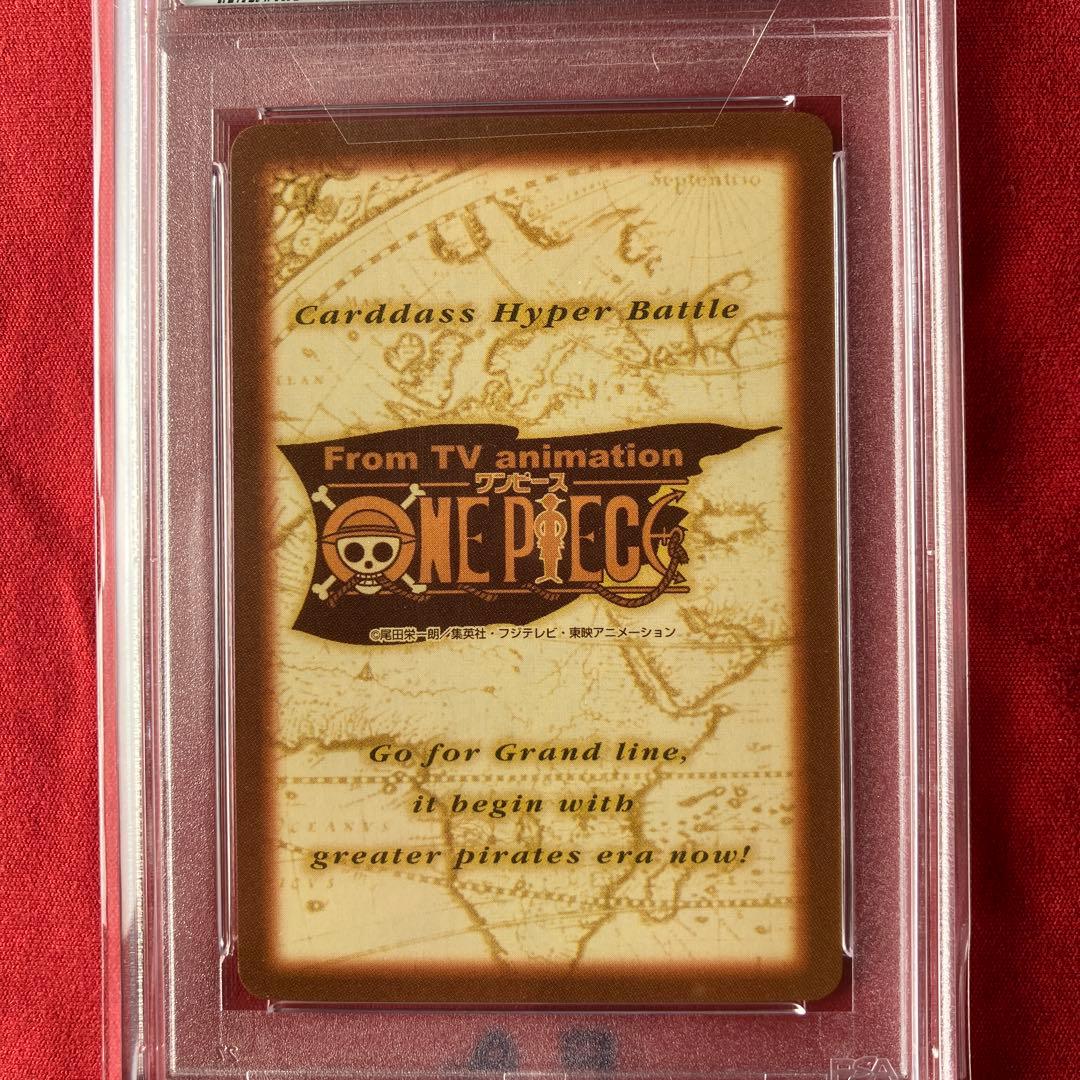 Septentrio
Carddass Hyper Battle
From TV animation
ワンピース
ONE PIECE
©尾田栄一朗/集英社・フジテレビ・東映アニメーション
Go for Grand line,
it begin with
greater pirates era now!
PSA